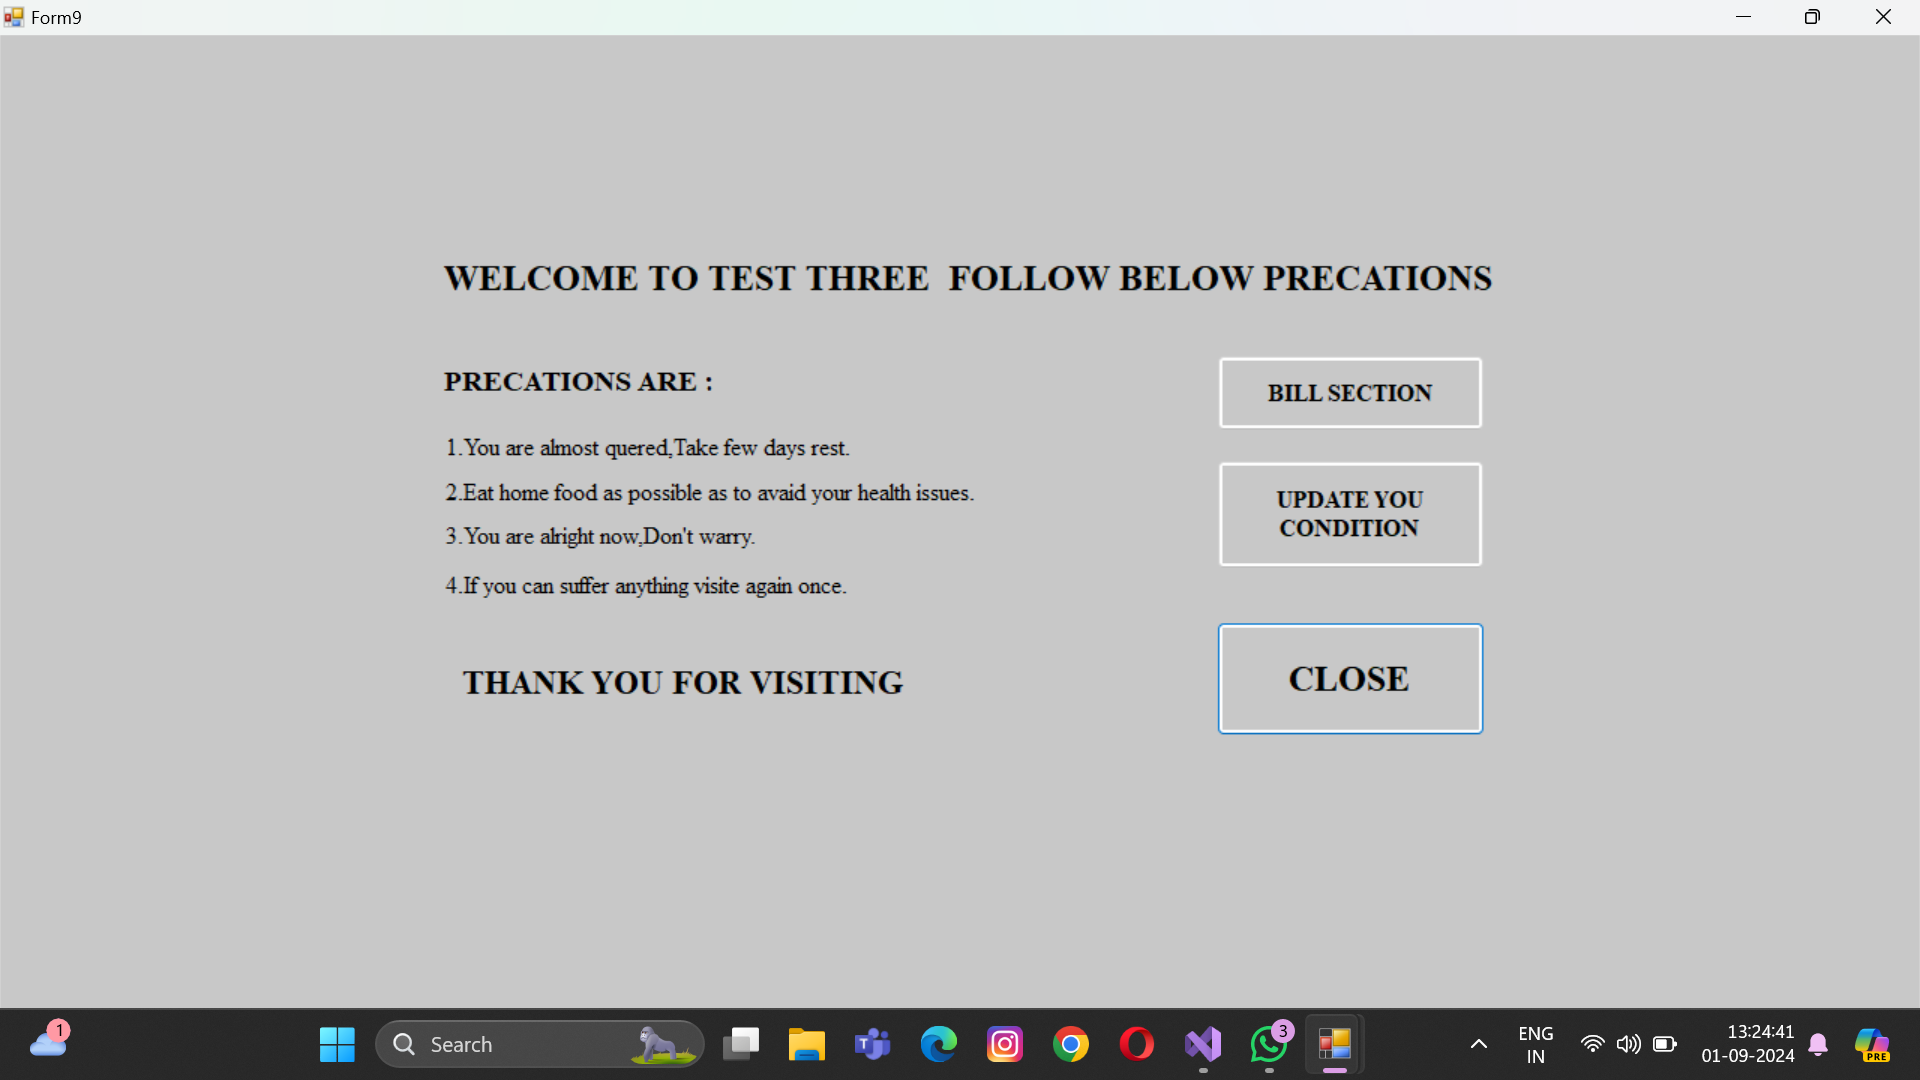 Form9
WELCOME TO TEST THREE  FOLLOW BELOW PRECATIONS
PRECATIONS ARE :
BILL SECTION
1.You are almost quered,Take few days rest.
2.Eat home food as possible as to avaid your health issues.
UPDATE YOU
CONDITION
3.You are alright now,Don't warry.
4.If you can suffer anything visite again once.
THANK YOU FOR VISITING
CLOSE
1
Search
T
3
ENG
IN
13:24:41
01-09-2024
PRE